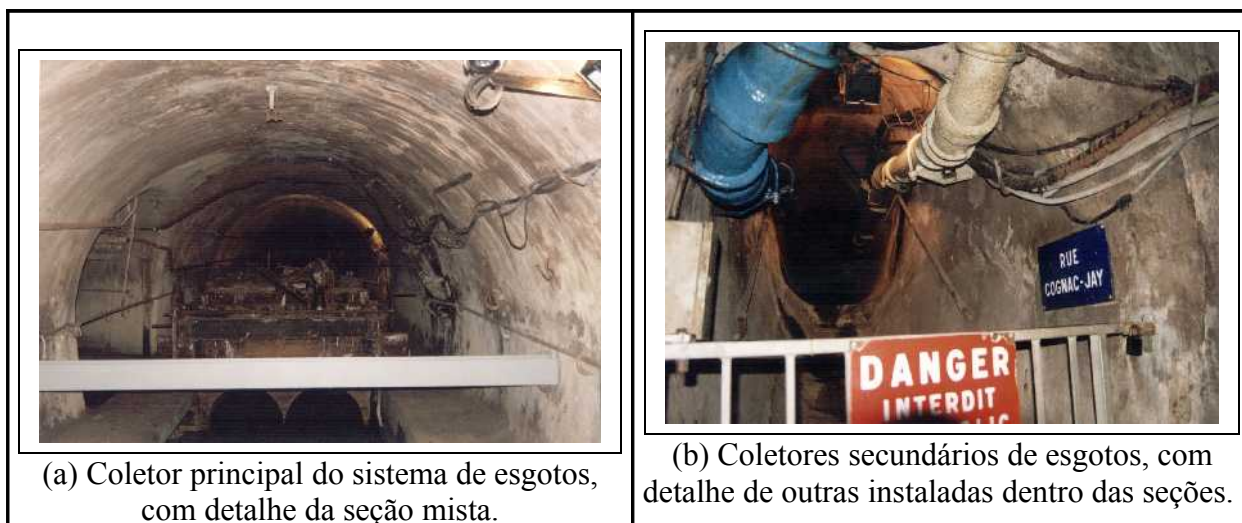 RUE
COGNAC-JAY
DANGER
INTERDIT
(a) Coletor principal do sistema de esgotos,
com detalhe da seção mista.
(b) Coletores secundários de esgotos, com
detalhe de outras instaladas dentro das seções.